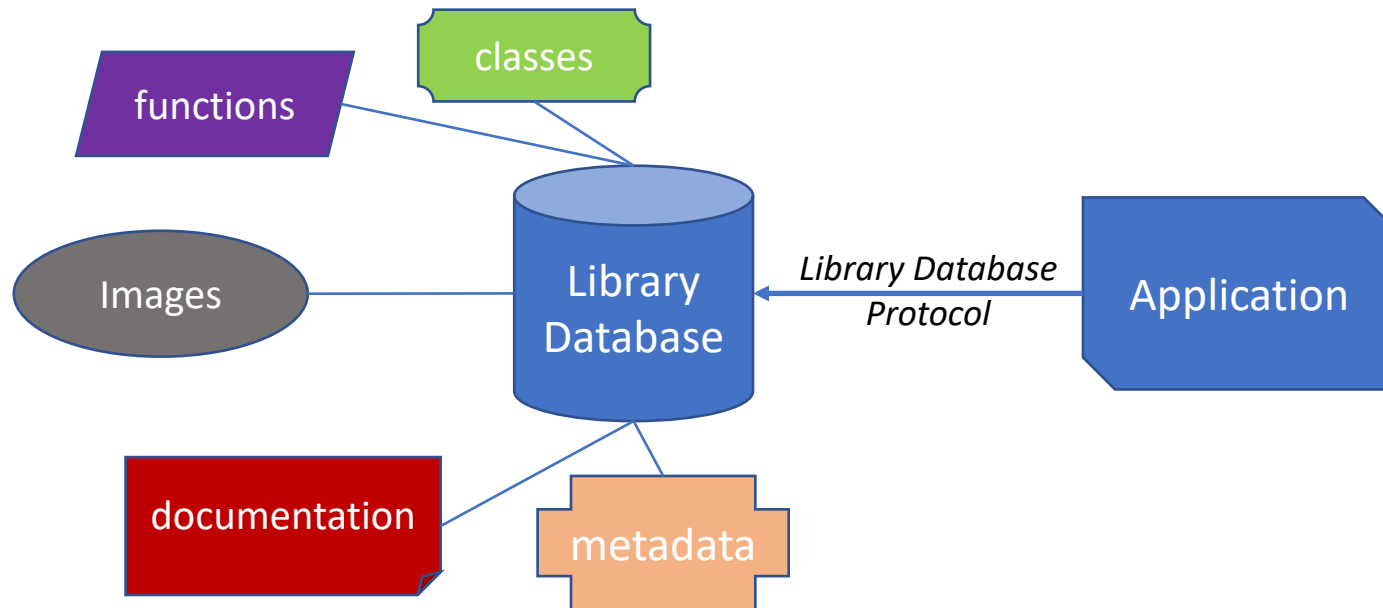 classes
functions
Library Database
Protocol
Images
Library
Database
Application
documentation
metadata